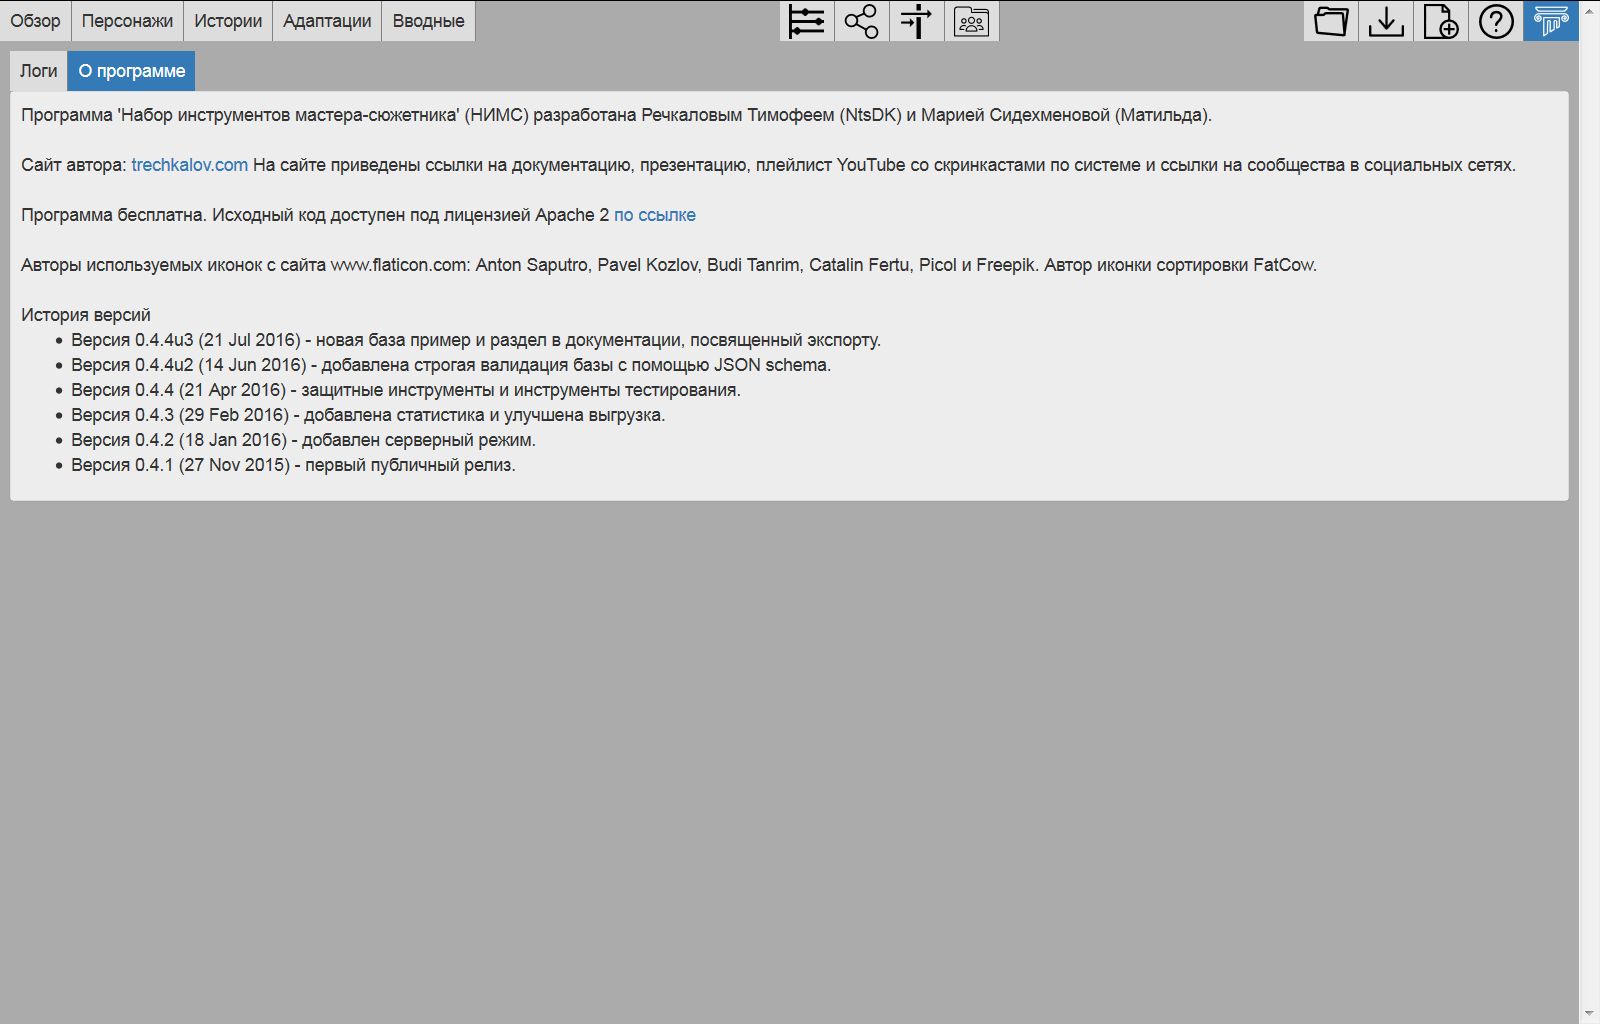 Обзор Персонажи Истории Адаптации Вводные
Логи О программе
Программа 'Набор инструментов мастера-сюжетника' (НИМС) разработана Речкаловым Тимофеем (NtsDK) и Марией Сидехменовой (Матильда).
Сайт автора: trechkalov.com На сайте приведены ссылки на документацию, презентацию, плейлист YouTube со скринкастами по системе и ссылки на сообщества в социальных сетях.
Программа бесплатна. Исходный код доступен под лицензией Apache 2 по ссылке
Авторы используемых иконок с сайта www.flaticon.com: Anton Saputro, Pavel Kozlov, Budi Tanrim, Catalin Fertu, Picol и Freepik. Автор иконки сортировки FatCow.
История версий
Версия 0.4.4u3 (21 Jul 2016) - новая база пример и раздел в документации, посвященный экспорту.
Версия 0.4.4u2 (14 Jun 2016) - добавлена строгая валидация базы с помощью JSON schema.
Версия 0.4.4 (21 Apr 2016) - защитные инструменты и инструменты тестирования.
Версия 0.4.3 (29 Feb 2016) - добавлена статистика и улучшена выгрузка.
Версия 0.4.2 (18 Jan 2016) - добавлен серверный режим.
Версия 0.4.1 (27 Nov 2015) - первый публичный релиз.